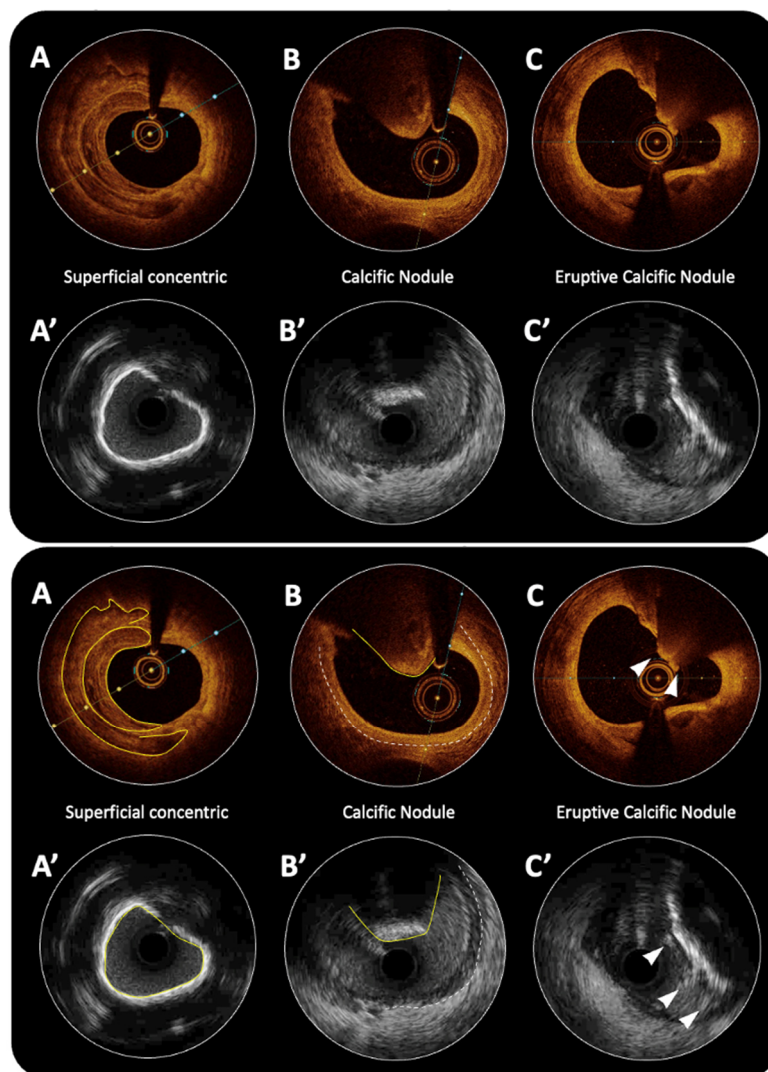 A B C
Superficial concentric Calcific Nodule Eruptive Calcific Nodule
A’ B’ C’
A B C
Superficial concentric Calcific Nodule Eruptive Calcific Nodule
A’ B’ C’